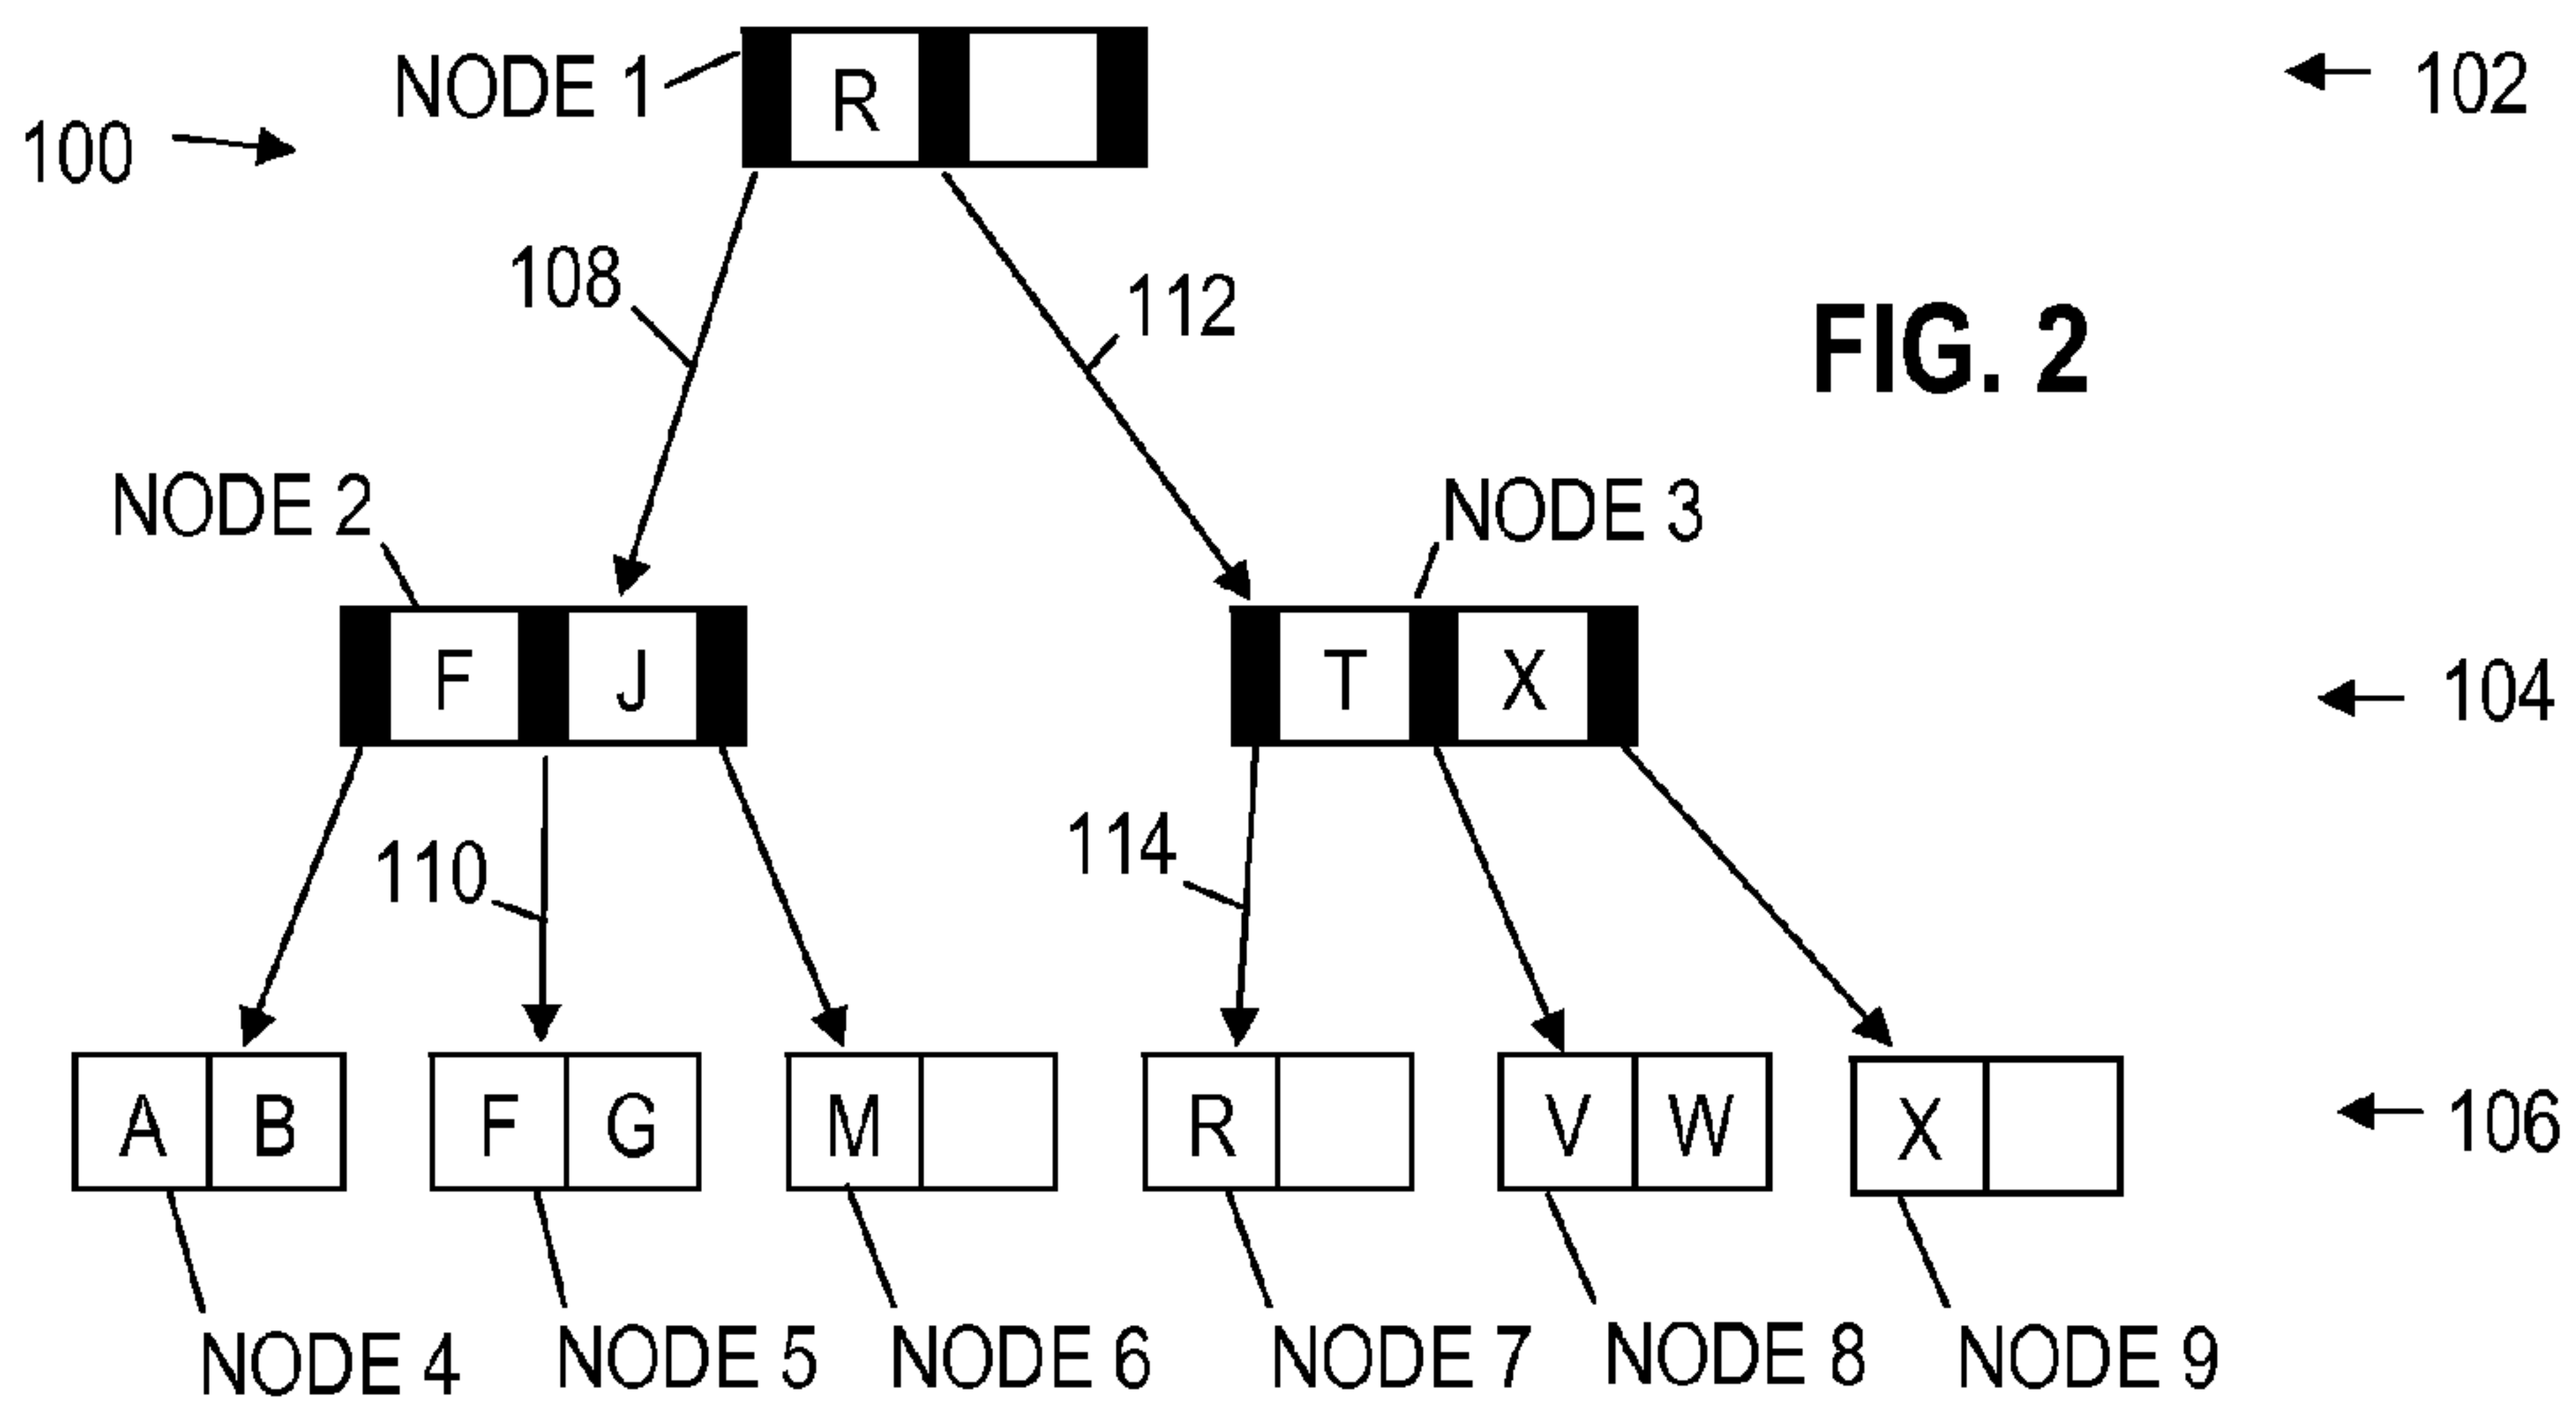 NODE 1
R
102
100
108
112
FIG. 2
NODE 2
NODE 3
F J
T X
104
110
114
A B
F G
M
R
V W
X
106
NODE 4
NODE 5
NODE 6
NODE 7
NODE 8
NODE 9